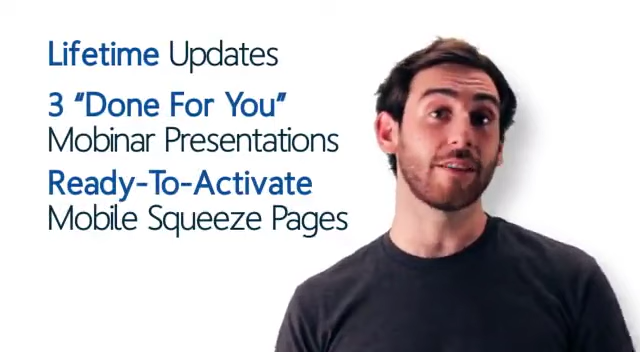 Lifetime Updates
3 “Done For You”
Mobinar Presentations
Ready-To-Activate
Mobile Squeeze Pages